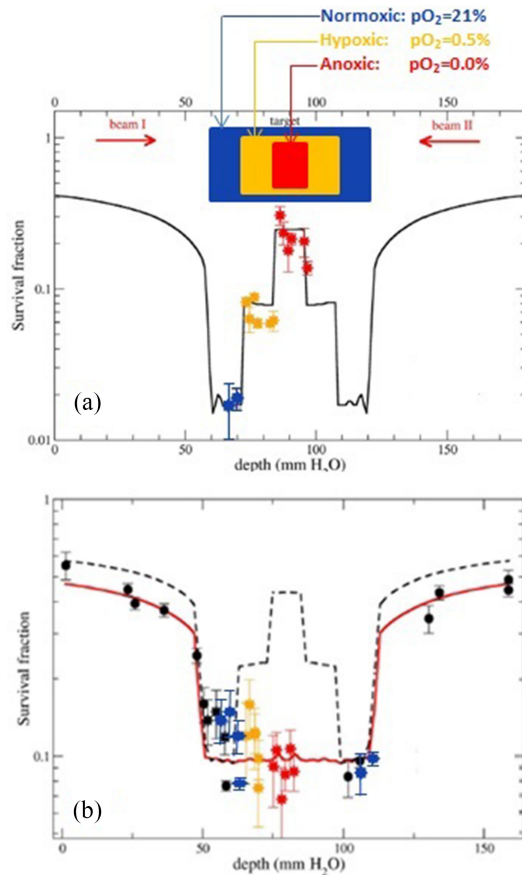 Normoxic: pO₂=21%
Hypoxic: pO₂=0.5%
Anoxic: pO₂=0.0%
0 50 100 150
target
beam I beam II
1
0.1
0.01
Survival fraction
(a)
0 50 100 150
depth (mm H₂O)
1
0.1
Survival fraction
(b)
0 50 100 150
depth (mm H₂O)